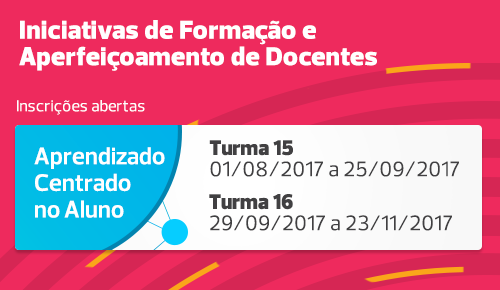 Iniciativas de Formação e
Aperfeiçoamento de Docentes
Inscrições abertas
Aprendizado
Centrado
no Aluno
Turma 15
01/08/2017 a 25/09/2017
Turma 16
29/09/2017 a 23/11/2017